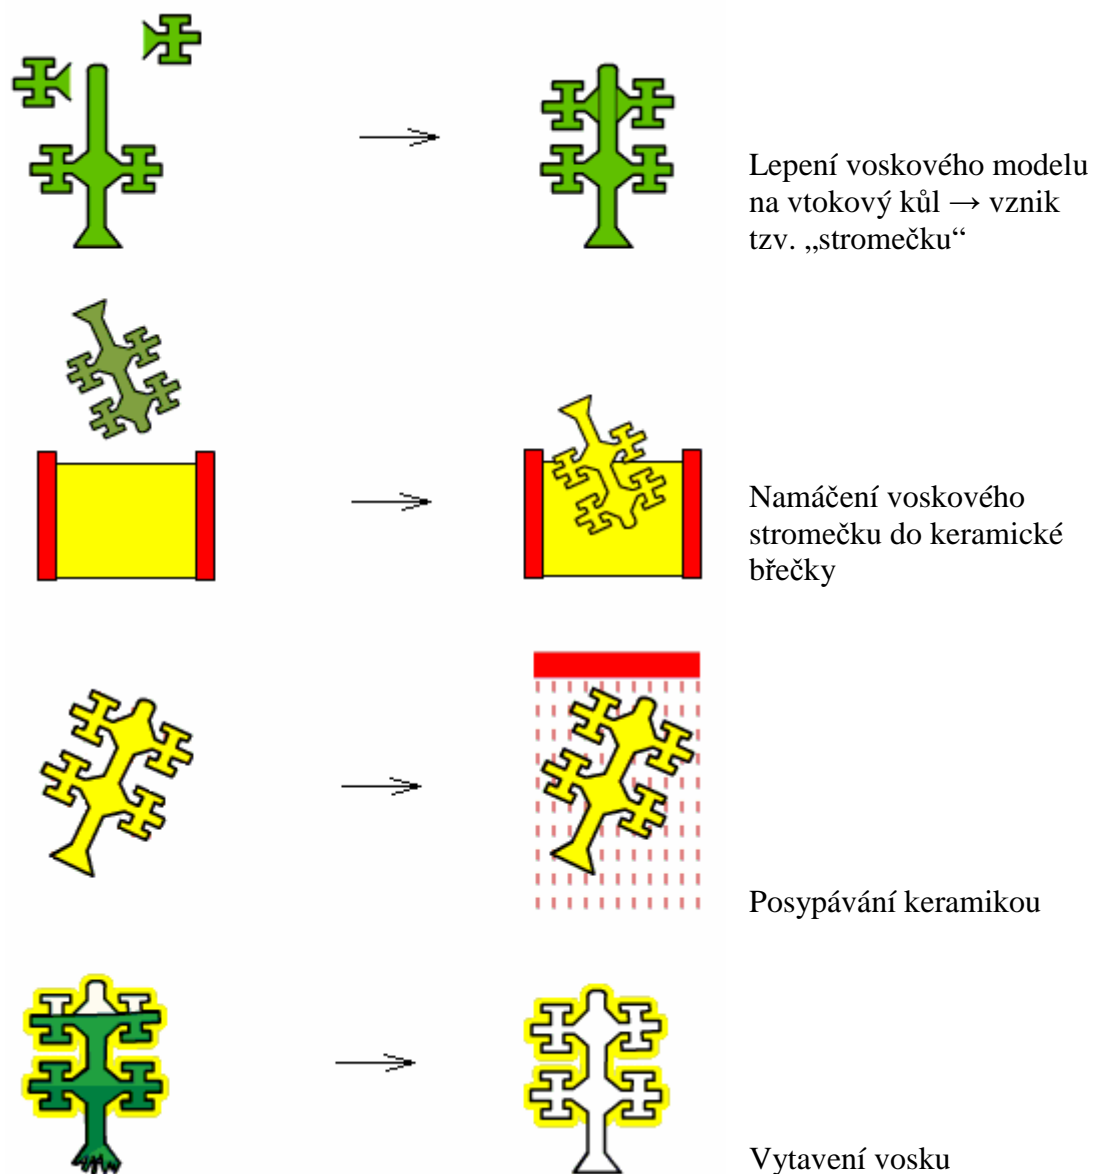 Lepení voskového modelu
na vtokový kůl → vznik
tzv. „stromečku“
Namáčení voskového
stromečku do keramické
břečky
Posypávání keramikou
Vytavení vosku